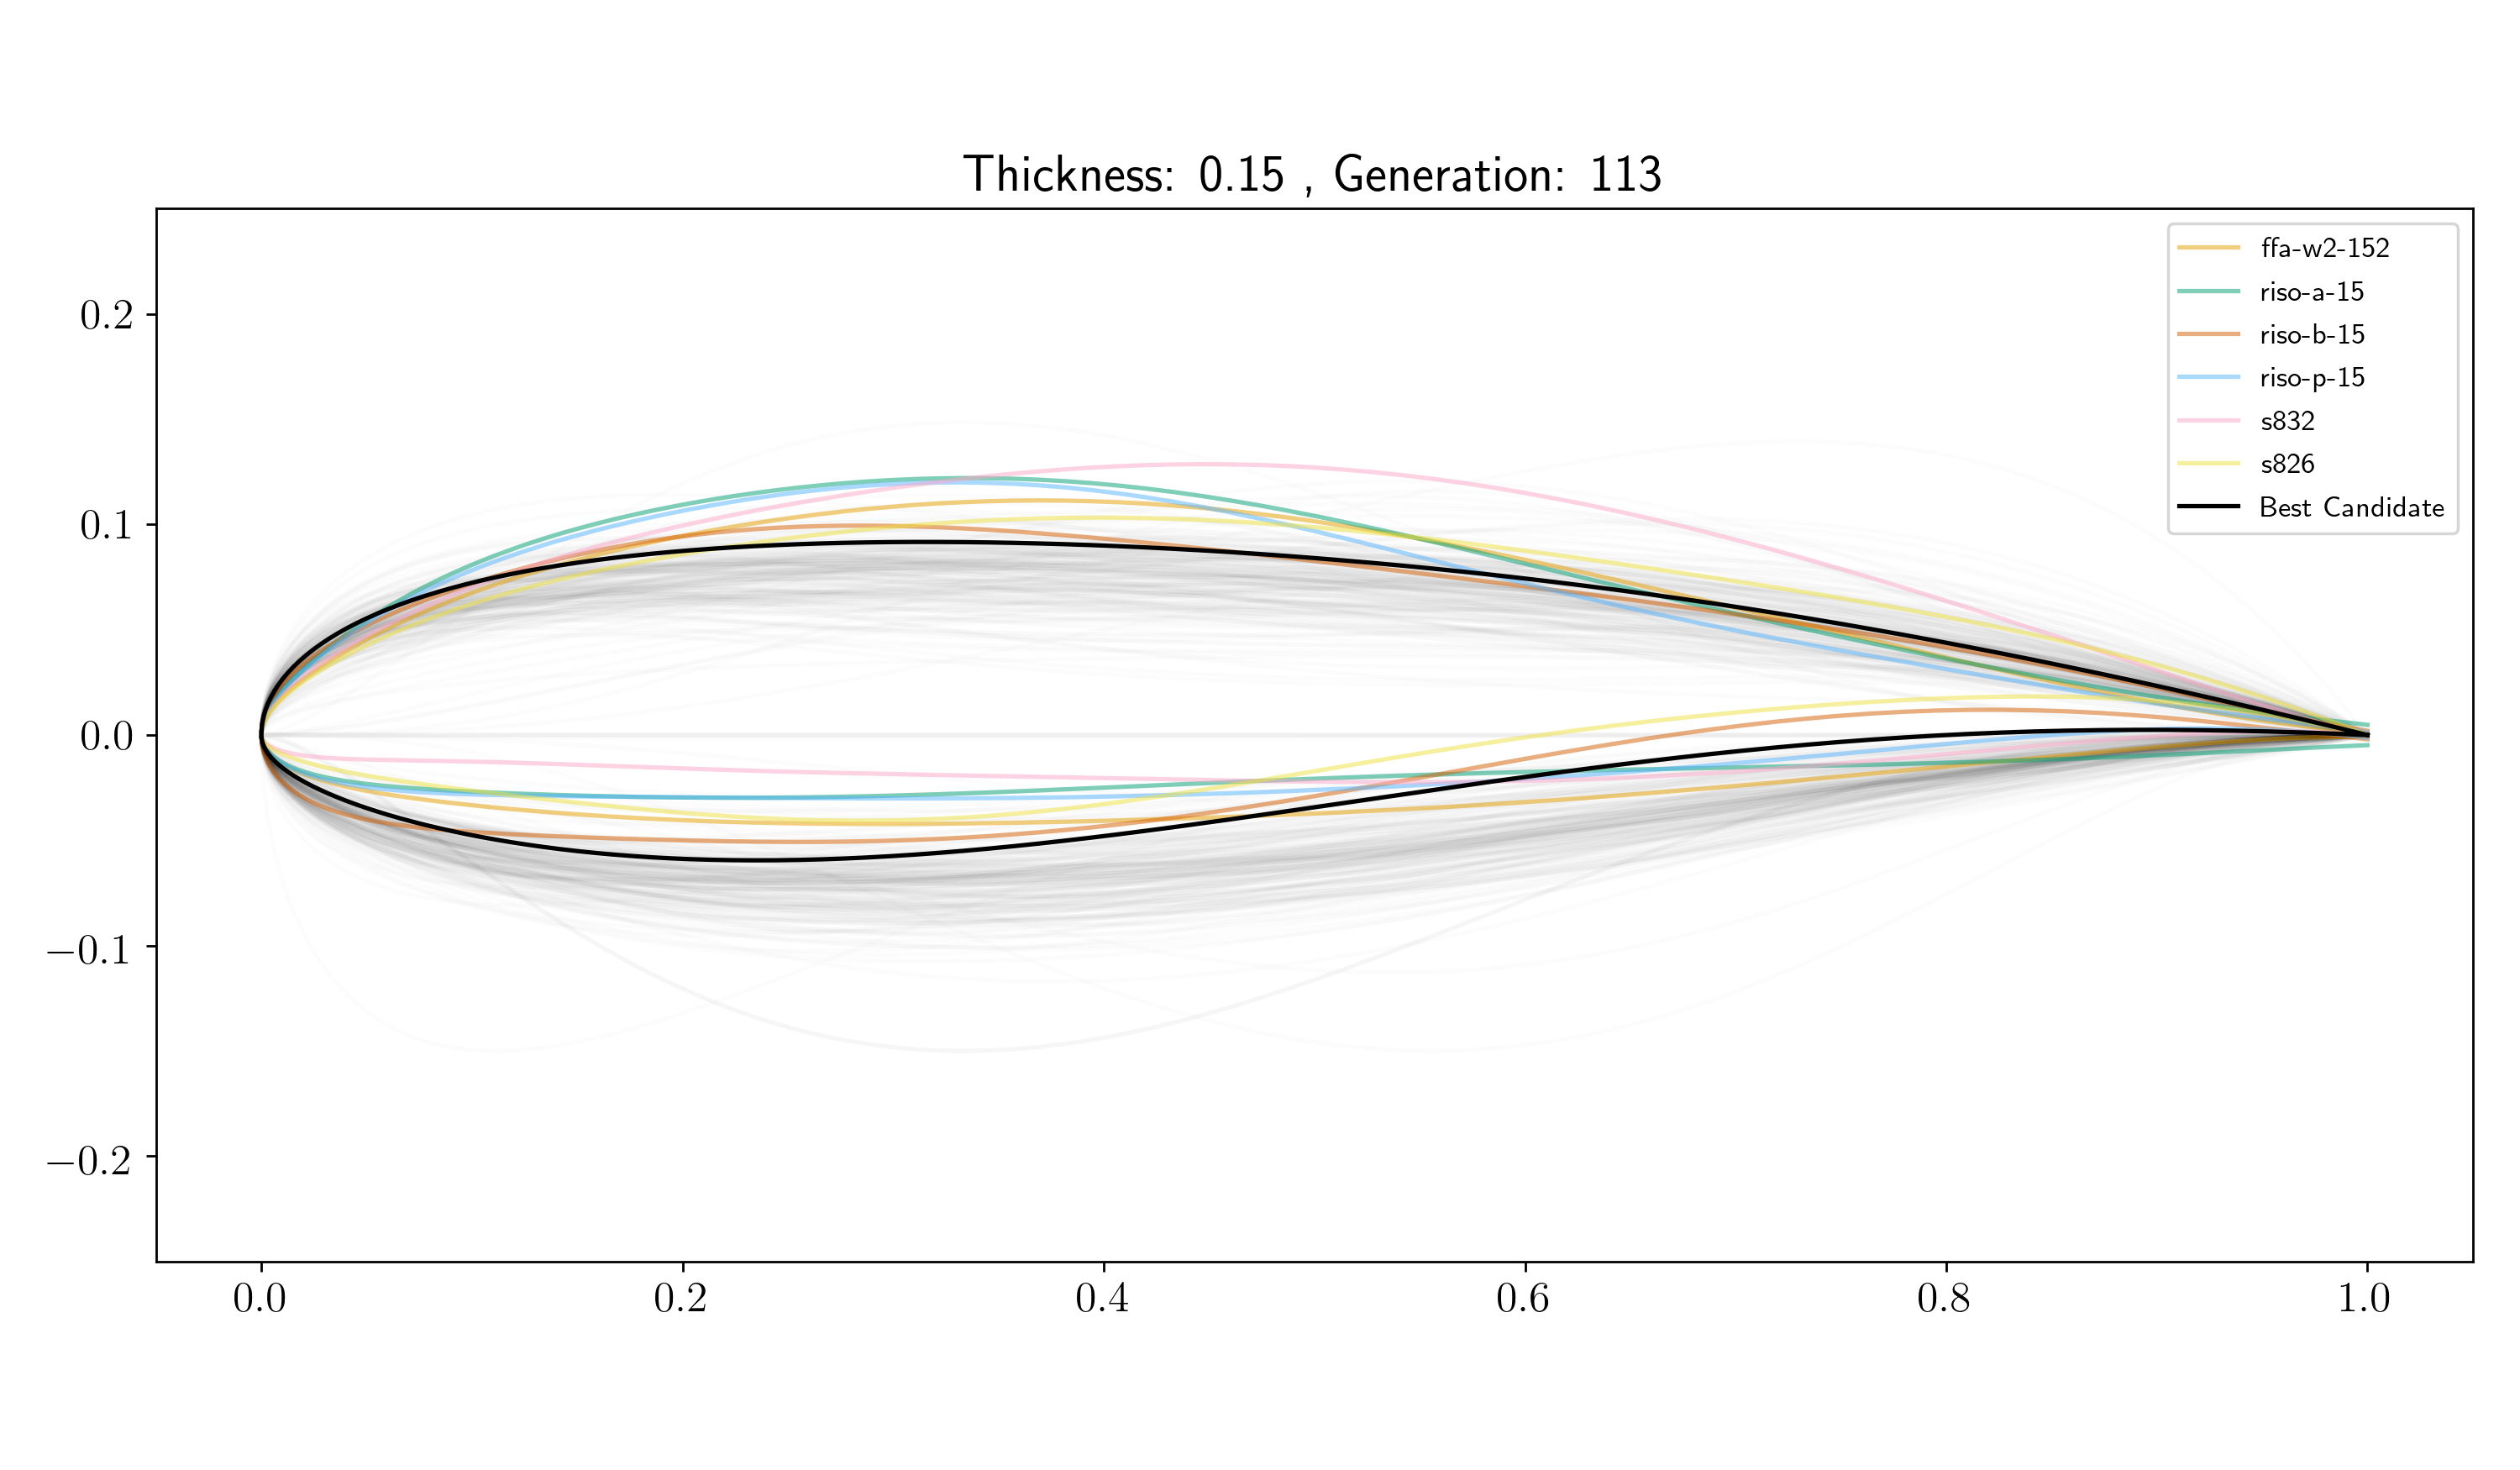 Thickness: 0.15 , Generation: 113
ffa-w2-152
riso-a-15
riso-b-15
riso-p-15
s832
s826
Best Candidate
0.2
0.1
0.0
−0.1
−0.2
0.0 0.2 0.4 0.6 0.8 1.0